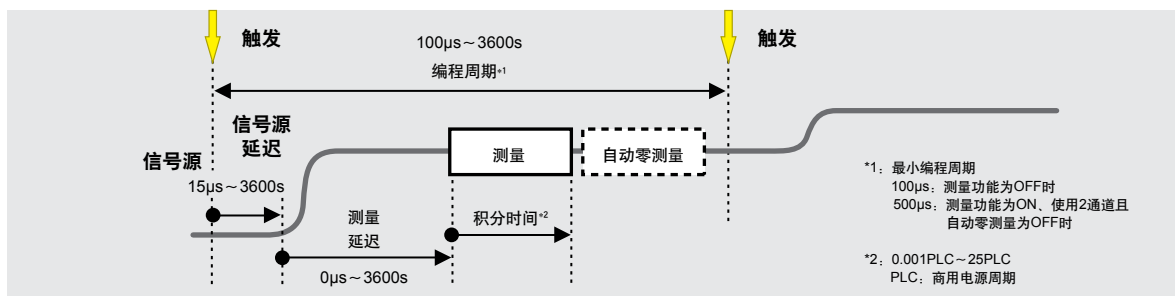 触发
100μs～3600s
编程周期*1
触发
信号源
信号源
延迟
15μs～3600s
测量
自动零测量
测量
延迟
0μs～3600s
积分时间*2
*1：最小编程周期
100μs：测量功能为OFF时
500μs：测量功能为ON、使用2通道且
自动零测量为OFF时
*2：0.001PLC～25PLC
PLC：商用电源周期